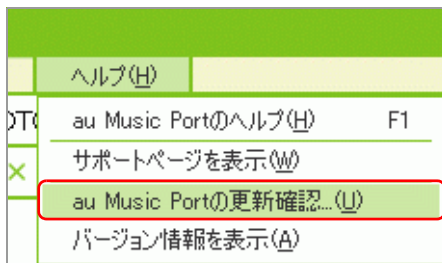 ヘルプ(H)
au Music Portのヘルプ(H) F1
サポートページを表示(W)
au Music Portの更新確認...(U)
バージョン情報を表示(A)